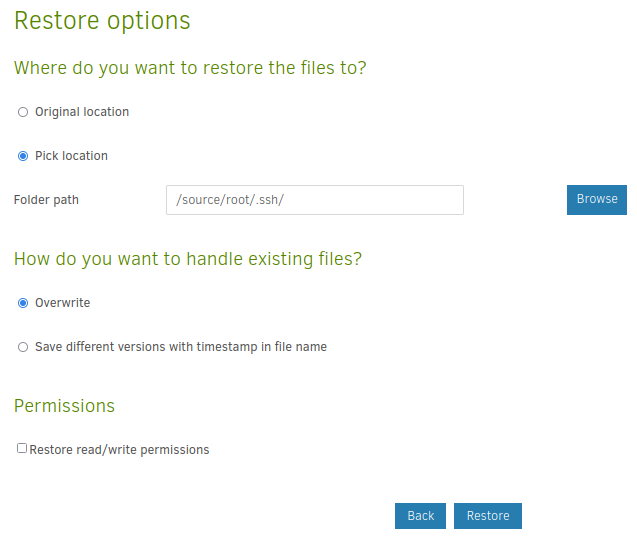 Restore options
Where do you want to restore the files to?
Original location
Pick location
Folder path
/source/root/.ssh/
Browse
How do you want to handle existing files?
Overwrite
Save different versions with timestamp in file name
Permissions
Restore read/write permissions
Back
Restore